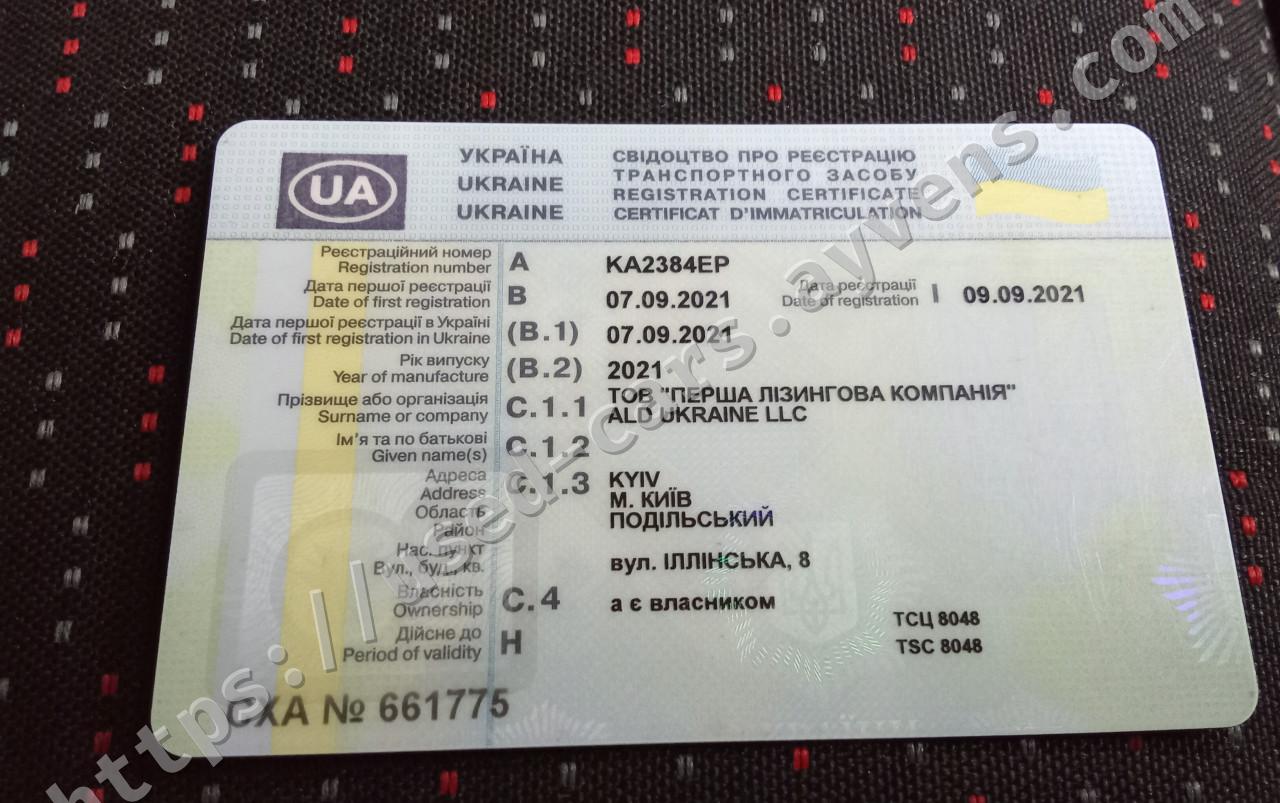 UA
УКРАЇНА
UKRAINE
UKRAINE
СВІДОЦТВО ПРО РЕЄСТРАЦІЮ
ТРАНСПОРТНОГО ЗАСОБУ
REGISTRATION CERTIFICATE
CERTIFICAT D'IMMATRICULATION
Реєстраційний номер
Registration number
A
KA2384EP
Дата першої реєстрації
Date of first registration
B
07.09.2021
Дата реєстрації
Date of registration
I
09.09.2021
Дата першої реєстрації в Україні
Date of first registration in Ukraine
(B.1)
07.09.2021
Рік випуску
Year of manufacture
(B.2)
2021
Прізвище або організація
Surname or company
C.1.1
ТОВ "ПЕРША ЛІЗИНГОВА КОМПАНІЯ"
ALD UKRAINE LLC
Ім'я та по батькові
Given name(s)
C.1.2
Адреса
Address
Область
Район
Нас. пункт
Вул., буд., кв.
C.1.3
KYIV
М. КИЇВ
ПОДІЛЬСЬКИЙ
вул. ІЛЛІНСЬКА, 8
Власність
Ownership
C.4
а є власником
Дійсне до
Period of validity
H
ТСЦ 8048
TSC 8048
СХА № 661775
https://used-cars.ayvens.com